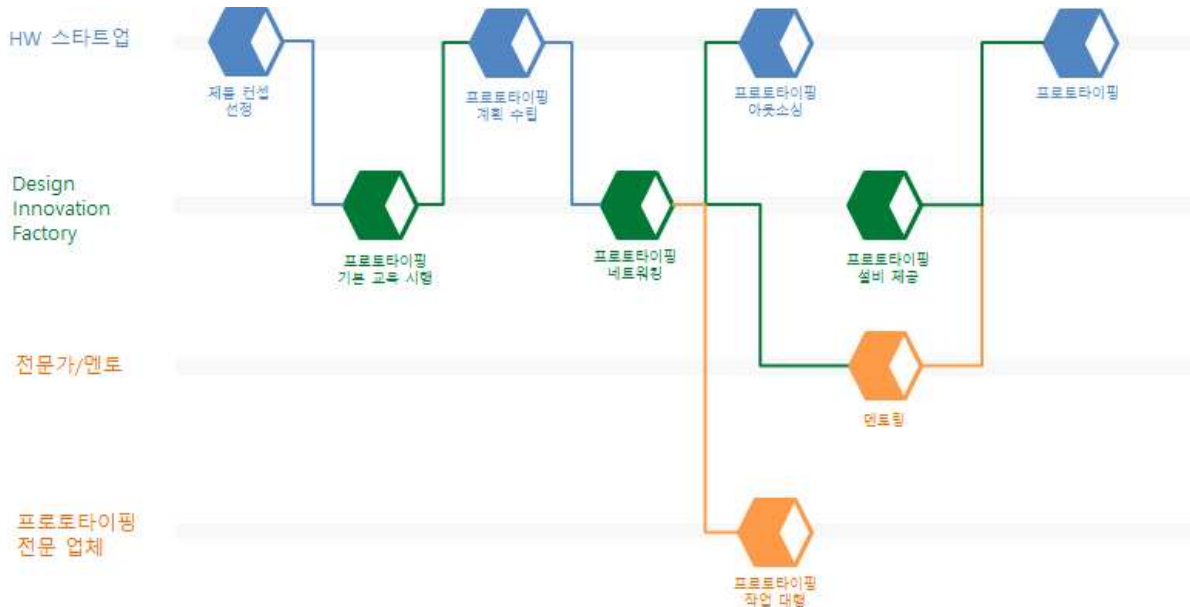 HW 스타트업
제품 컨셉
선정
프로토타이핑
계획 수립
프로토타이핑
아웃소싱
프로토타이핑
Design
Innovation
Factory
프로토타이핑
기본 교육 시행
프로토타이핑
네트워킹
프로토타이핑
설비 제공
전문가/멘토
멘토링
프로토타이핑
전문 업체
프로토타이핑
작업 대행